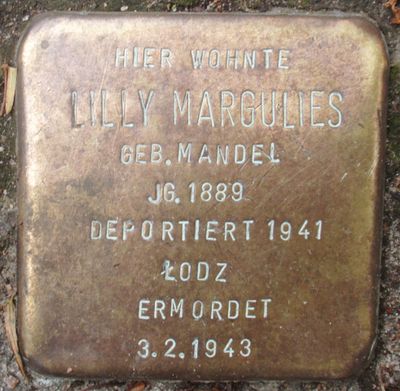 HIER WOHNTE
LILLY MARGULIES
GEB. MANDEL
JG. 1889
DEPORTIERT 1941
ŁODZ
ERMORDET
3.2.1943